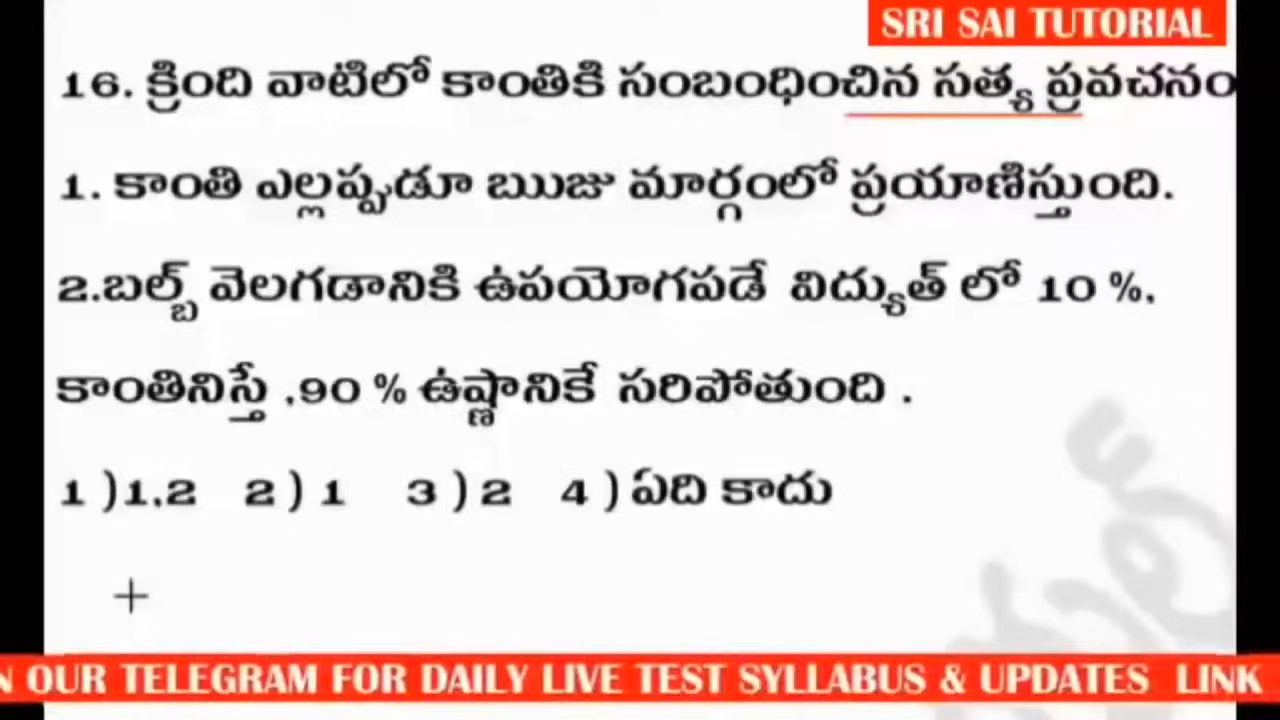 SRI SAI TUTORIAL
16. క్రింది వాటిలో కాంతికి సంబంధించిన సత్య ప్రవచనం
1. కాంతి ఎల్లప్పుడూ ఋజు మార్గంలో ప్రయాణిస్తుంది.
2.బల్బ్ వెలగడానికి ఉపయోగపడే విద్యుత్ లో 10 %.
కాంతినిస్తే .90 % ఉష్ణానికే సరిపోతుంది .
1 )1.2 2) 1 3 )2 4 ) ఏది కాదు
N OUR TELEGRAM FOR DAILY LIVE TEST SYLLABUS & UPDATES LINK